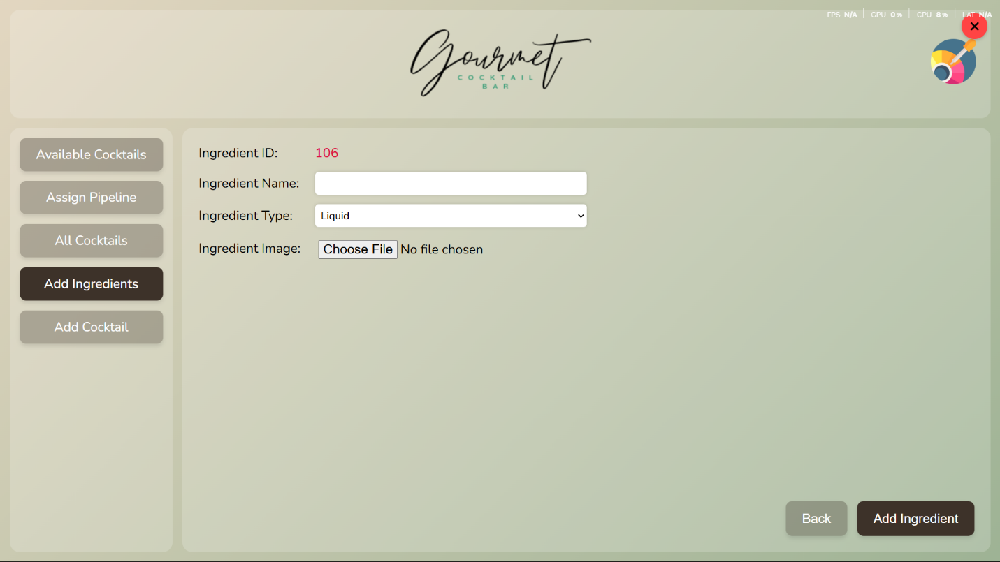 FPS N/A GPU 0% CPU 8% LAT N/A
Gourmet
COCKTAIL
BAR
Available Cocktails
Assign Pipeline
All Cocktails
Add Ingredients
Add Cocktail
Ingredient ID: 106
Ingredient Name:
Ingredient Type: Liquid
Ingredient Image: Choose File No file chosen
Back Add Ingredient